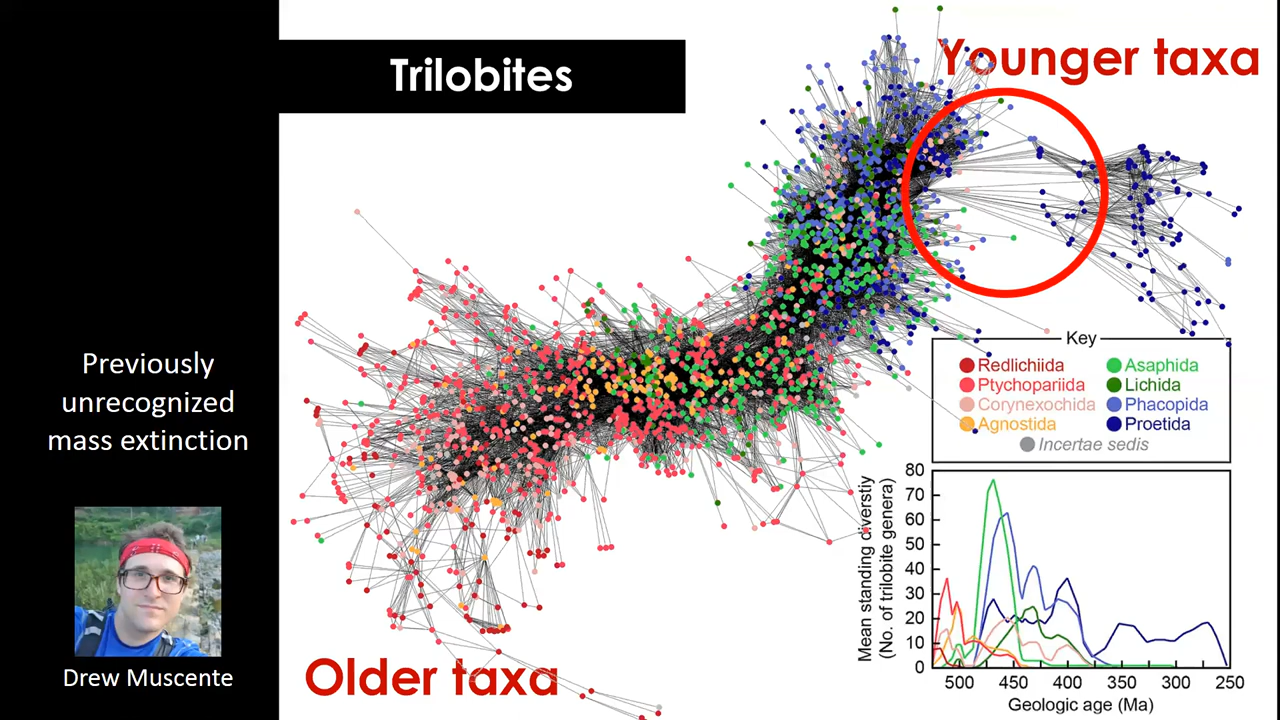 Trilobites
Younger taxa
Previously
unrecognized
mass extinction
Drew Muscente
Older taxa
Key
Redlichiida
Ptychopariida
Corynexochida
Agnostida
Asaphida
Lichida
Phacopida
Proetida
Incertae sedis
Mean standing diverstiy
(No. of trilobite genera)
80
70
60
50
40
30
20
10
0
500 450 400 350 300 250
Geologic age (Ma)